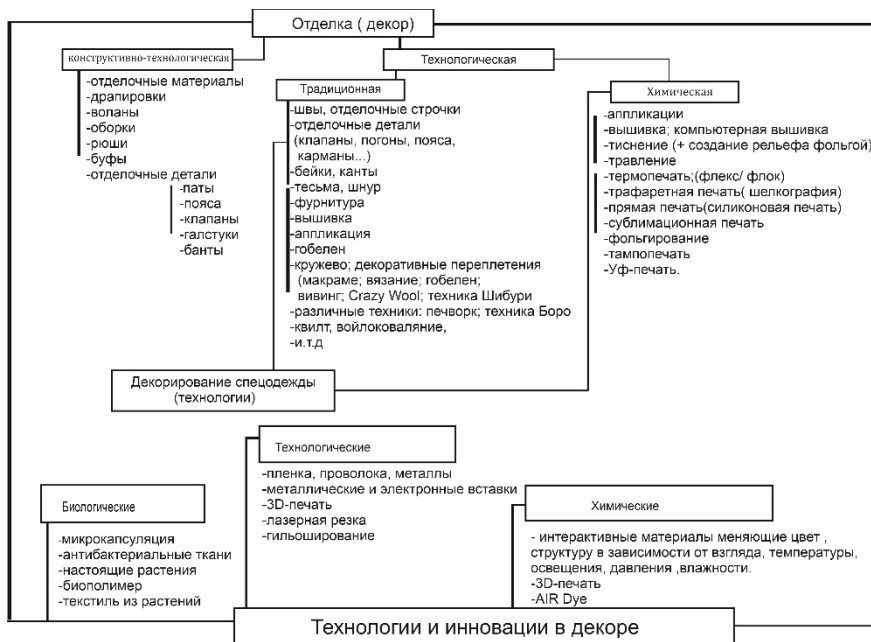 Отделка ( декор)
конструктивно-технологическая
-отделочные материалы
-драпировки
-воланы
-оборки
-рюши
-буфы
-отделочные детали
-паты
-пояса
-клапаны
-галстуки
-банты
Технологическая
Традиционная
-швы, отделочные строчки
-отделочные детали
(клапаны, погоны, пояса,
карманы...)
-бейки, канты
-тесьма, шнур
-фурнитура
-вышивка
-аппликация
-гобелен
-кружево; декоративные переплетения
(макраме; вязание; гобелен;
вивинг; Crazy Wool; техника Шибури
-различные техники: печворк; техника Боро
-квилт, войлоковаляние,
-и.т.д
Химическая
-аппликации
-вышивка; компьютерная вышивка
-тиснение (+ создание рельефа фольгой)
-травление
-термопечать;(флекс/ флок)
-трафаретная печать( шелкография)
-прямая печать(силиконовая печать)
-сублимационная печать
-фольгирование
-тампопечать
-Уф-печать.
Декорирование спецодежды
(технологии)
Биологические
-микрокапсуляция
-антибактериальные ткани
-настоящие растения
-биополимер
-текстиль из растений
Технологические
-пленка, проволока, металлы
-металлические и электронные вставки
-3D-печать
-лазерная резка
-гильоширование
Химические
- интерактивные материалы меняющие цвет ,
структуру в зависимости от взгляда, температуры,
освещения, давления ,влажности.
-3D-печать
-AIR Dye
Технологии и инновации в декоре